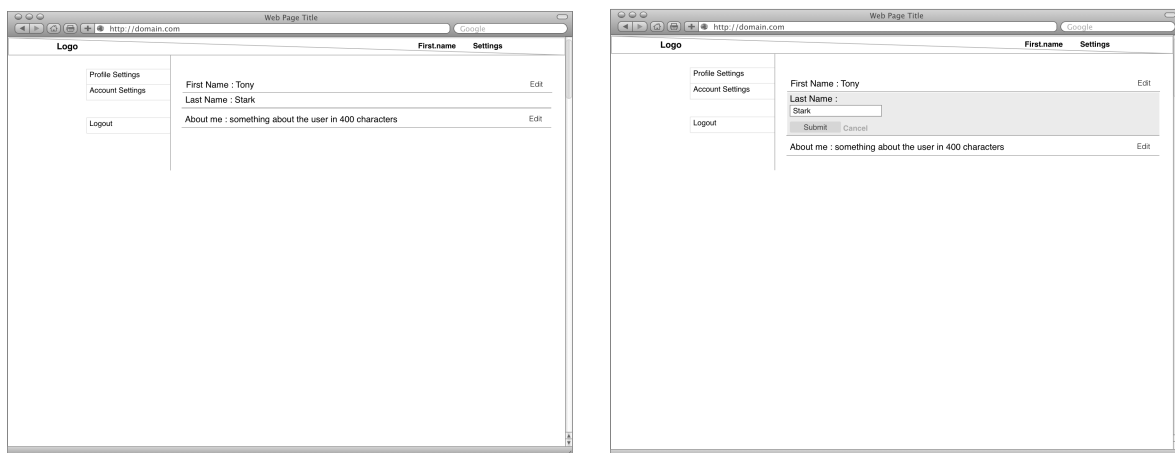 Web Page Title
http://domain.com
Google
Logo
First.name Settings
Profile Settings
Account Settings
Logout
First Name : Tony Edit
Last Name : Stark
About me : something about the user in 400 characters Edit
Web Page Title
http://domain.com
Google
Logo
First.name Settings
Profile Settings
Account Settings
Logout
First Name : Tony Edit
Last Name :
Stark
Submit Cancel
About me : something about the user in 400 characters Edit